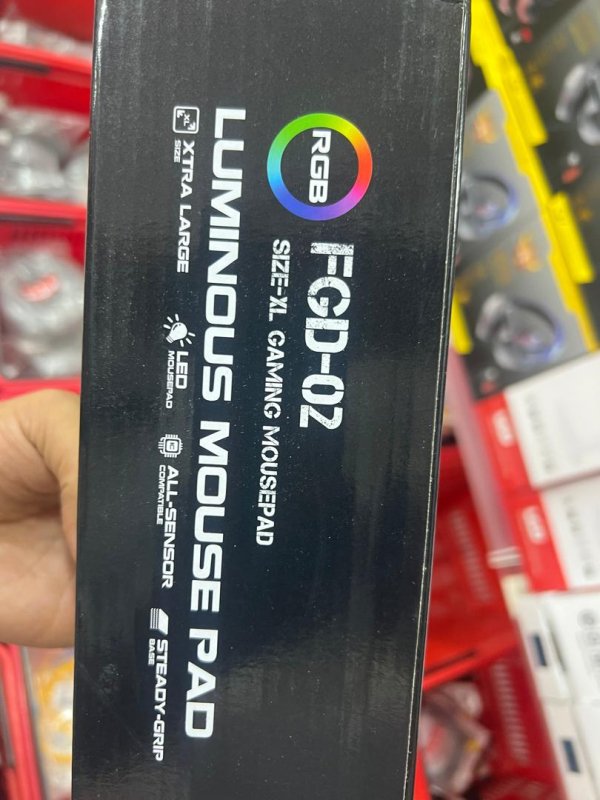 RGB
FGD-02
SIZE-XL GAMING MOUSEPAD
LUMINOUS MOUSE PAD
XL
XTRA LARGE
SIZE
LED
MOUSEPAD
ALL-SENSOR
COMPATIBLE
STEADY-GRIP
BASE